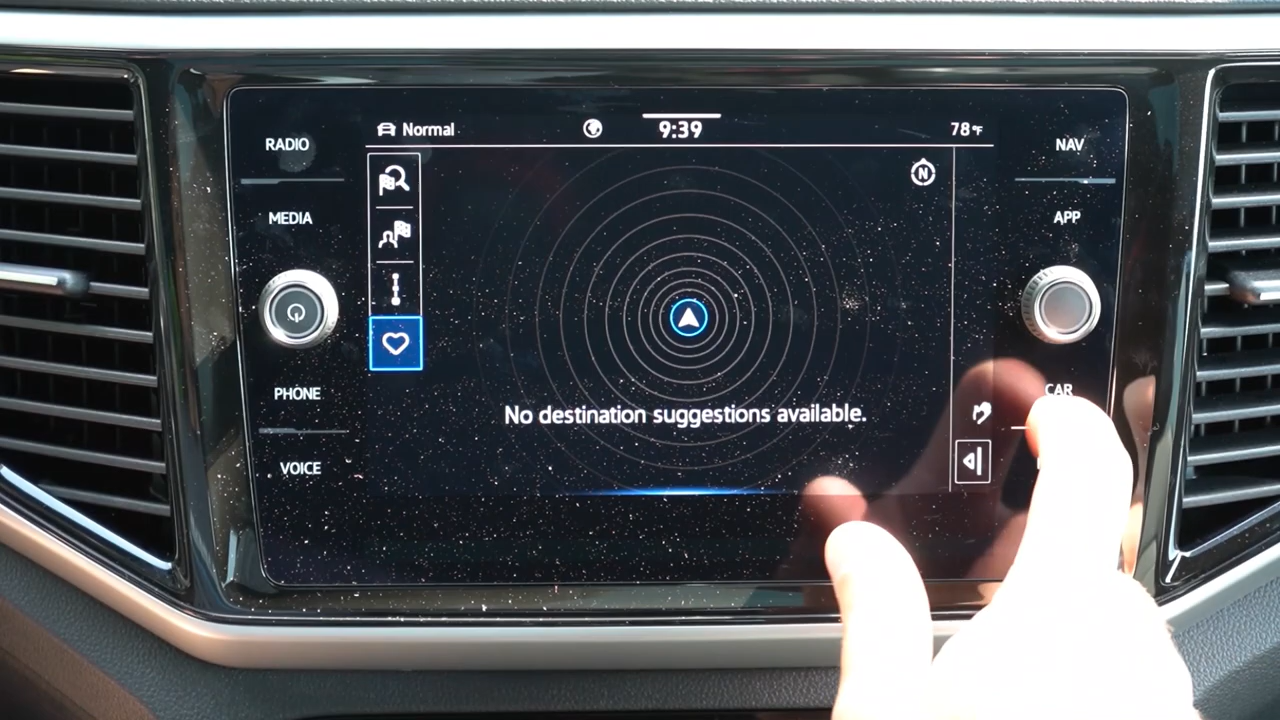 RADIO
MEDIA
PHONE
VOICE
Normal
9:39
78°F
N
No destination suggestions available.
NAV
APP
CAR